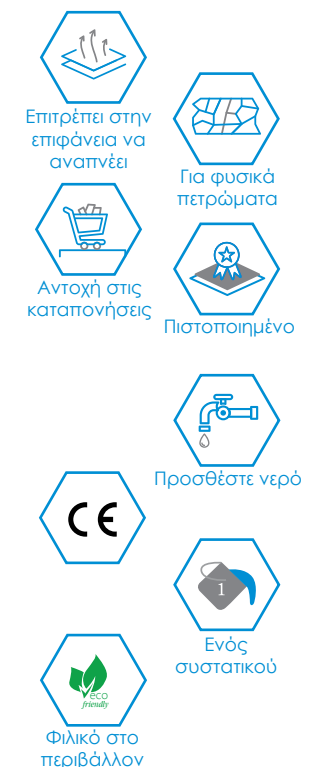 Επιτρέπει στην
επιφάνεια να
αναπνέει
Για φυσικά
πετρώματα
Αντοχή στις
καταπονήσεις
Πιστοποιημένο
Προσθέστε νερό
CE
1
Ενός
συστατικού
eco
friendly
Φιλικό στο
περιβάλλον